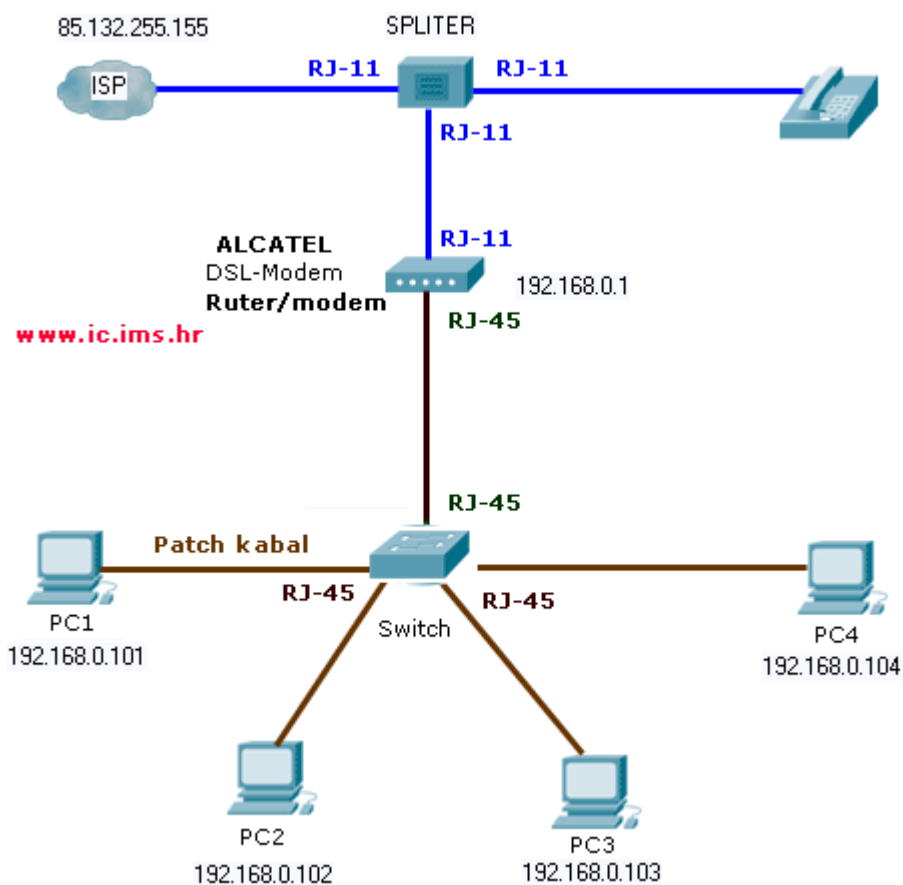 85.132.255.155
SPLITER
ISP
RJ-11
RJ-11
RJ-11
RJ-11
ALCATEL
DSL-Modem
Ruter/modem
192.168.0.1
RJ-45
www.ic.ims.hr
RJ-45
Patch kabal
RJ-45
RJ-45
Switch
PC1
192.168.0.101
PC4
192.168.0.104
PC2
192.168.0.102
PC3
192.168.0.103